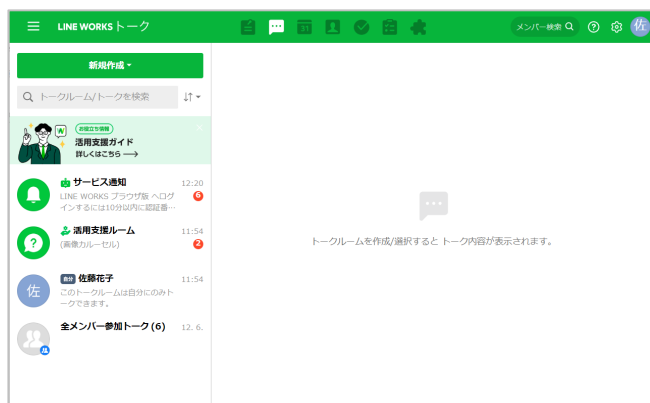 LINE WORKS トーク
31
メンバー検索
佐
新規作成
トークルーム/トークを検索
お役立ち情報
活用支援ガイド
詳しくはこちら →
サービス通知 12:20
LINE WORKS ブラウザ版 へログ 6
インするには10分以内に認証番…
活用支援ルーム 11:54
(画像カルーセル) 2
佐
自分 佐藤花子 11:54
このトークルームは自分にのみト
ークできます。
全メンバー参加トーク (6) 12. 6.
トークルームを作成/選択すると トーク内容が表示されます。